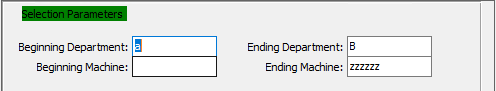 Selection Parameters
Beginning Department: a Ending Department: B
Beginning Machine: Ending Machine: zzzzzz